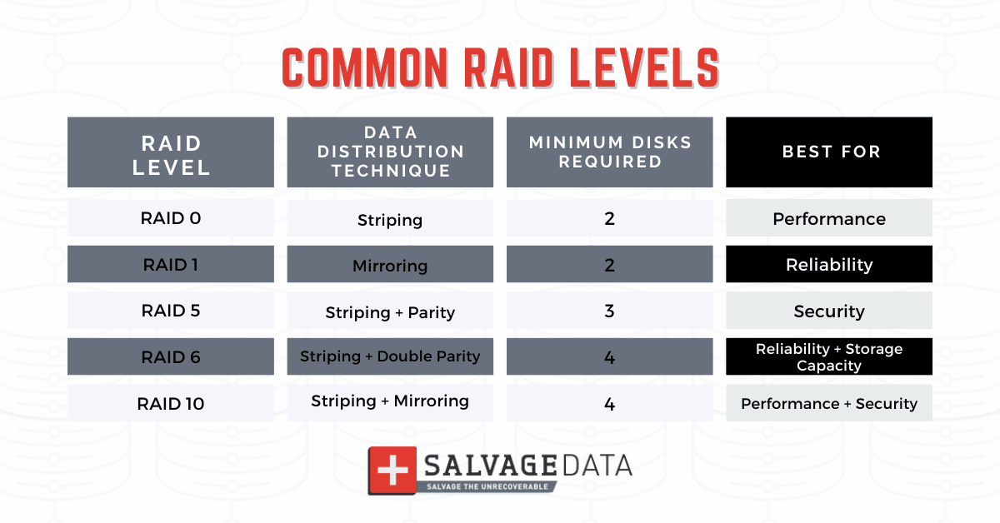 COMMON RAID LEVELS
RAID
LEVEL
DATA
DISTRIBUTION
TECHNIQUE
MINIMUM DISKS
REQUIRED
BEST FOR
RAID 0
Striping
2
Performance
RAID 1
Mirroring
2
Reliability
RAID 5
Striping + Parity
3
Security
RAID 6
Striping + Double Parity
4
Reliability + Storage
Capacity
RAID 10
Striping + Mirroring
4
Performance + Security
SALVAGEDATA
SALVAGE THE UNRECOVERABLE